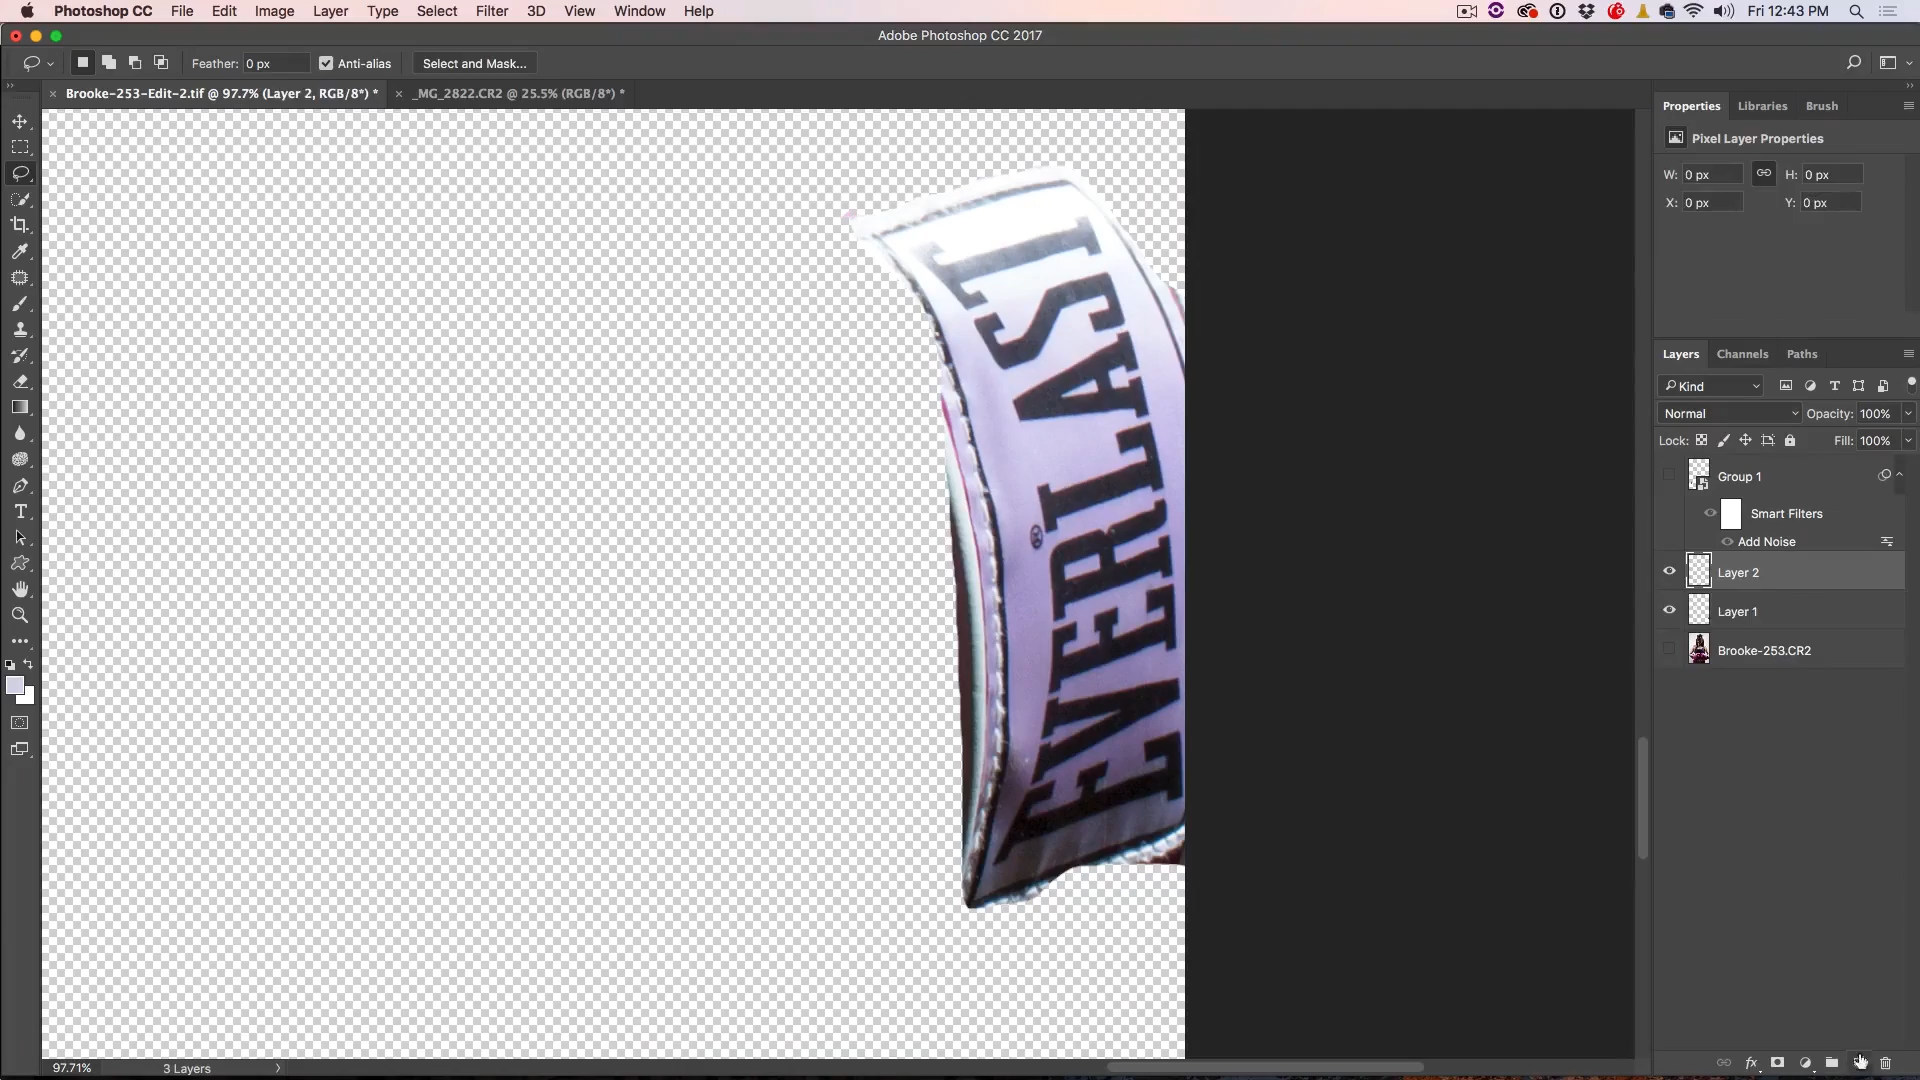 Photoshop CC File Edit Image Layer Type Select Filter 3D View Window Help Fri 12:43 PM
Adobe Photoshop CC 2017
Feather: 0 px Anti-alias Select and Mask...
Brooke-253-Edit-2.tif @ 97.7% (Layer 2, RGB/8*) * _MG_2822.CR2 @ 25.5% (RGB/8*) *
Properties Libraries Brush
Pixel Layer Properties
W: 0 px H: 0 px
X: 0 px Y: 0 px
EVERLAST
®
Layers Channels Paths
Kind
Normal Opacity: 100%
Lock: Fill: 100%
Group 1
Smart Filters
Add Noise
Layer 2
Layer 1
Brooke-253.CR2
97.71% 3 Layers